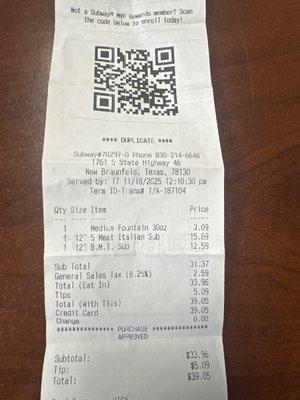 Not a Subway® MVP Rewards member? Scan
the code below to enroll today!
**** DUPLICATE ****
Subway#70297-0 Phone 830-214-6646
1761 S State Highway 46
New Braunfels, Texas, 78130
Served by: 17 11/18/2025 12:10:30 pm
Term ID-Trans# 1/A-187104
Qty Size Item Price
1 Medium Fountain 30oz 3.09
1 12" 5 Meat Italian Sub 15.69
1 12" B.M.T. Sub 12.59
Sub Total 31.37
General Sales Tax (8.25%) 2.59
Total (Eat In) 33.96
Tips 5.09
Total (With Tips) 39.05
Credit Card 39.05
Change 0.00
*************** PURCHASE ***************
APPROVED
Subtotal: $33.96
Tip: $5.09
Total: $39.05